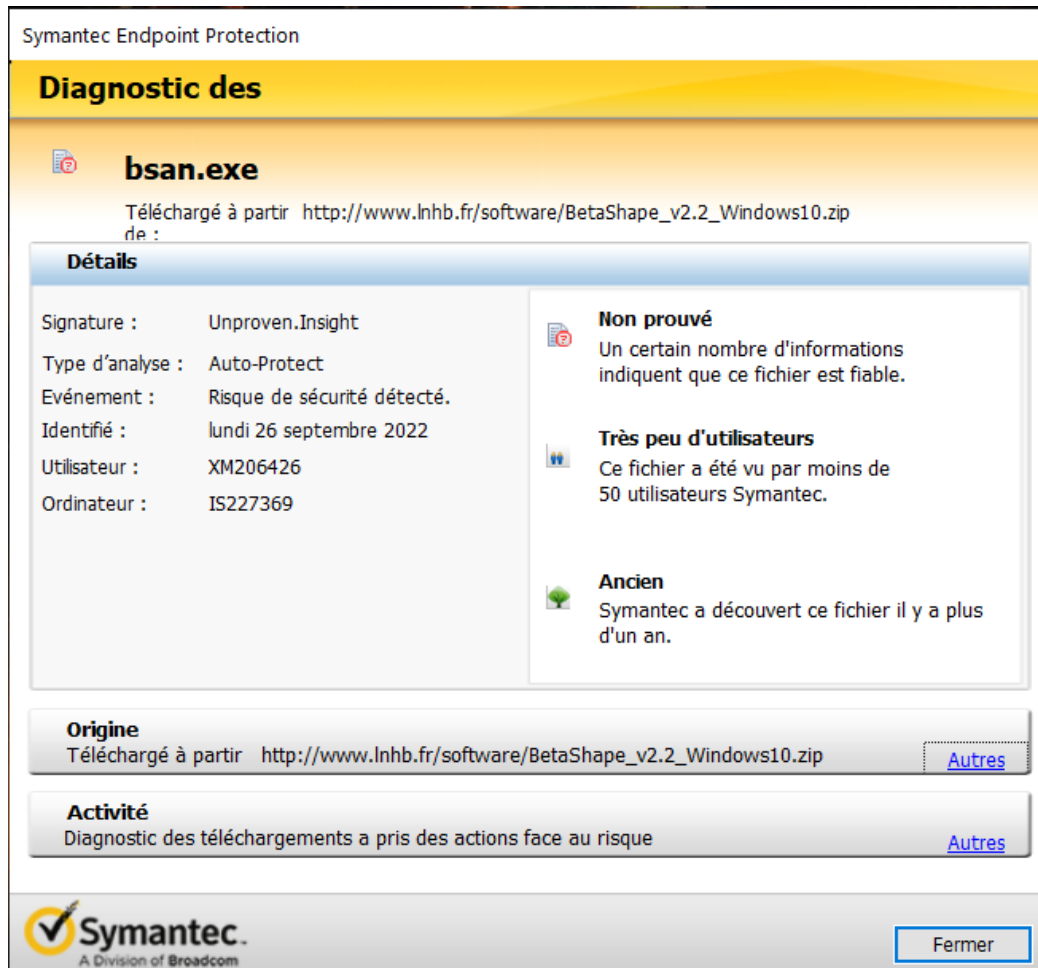 Symantec Endpoint Protection
Diagnostic des
bsan.exe
Téléchargé à partir http://www.lnhb.fr/software/BetaShape_v2.2_Windows10.zip
de :
Détails
Signature : Unproven.Insight
Type d'analyse : Auto-Protect
Evénement : Risque de sécurité détecté.
Identifié : lundi 26 septembre 2022
Utilisateur : XM206426
Ordinateur : IS227369
Non prouvé
Un certain nombre d'informations
indiquent que ce fichier est fiable.
Très peu d'utilisateurs
Ce fichier a été vu par moins de
50 utilisateurs Symantec.
Ancien
Symantec a découvert ce fichier il y a plus
d'un an.
Origine
Téléchargé à partir http://www.lnhb.fr/software/BetaShape_v2.2_Windows10.zip
Autres
Activité
Diagnostic des téléchargements a pris des actions face au risque
Autres
Symantec.
A Division of Broadcom
Fermer